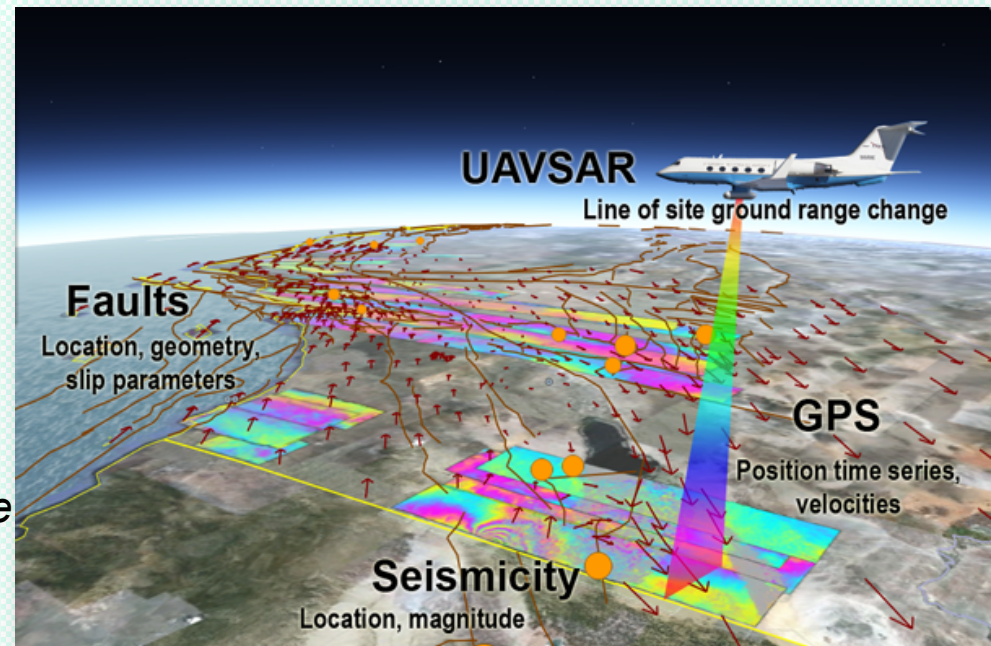 UAVSAR
Line of site ground range change
Faults
Location, geometry,
slip parameters
GPS
Position time series,
velocities
e
Seismicity
Location, magnitude